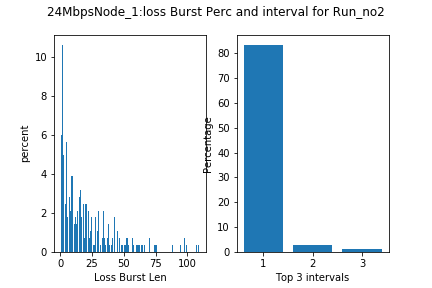 24MbpsNode_1:loss Burst Perc and interval for Run_no2
percent
10
8
6
4
2
0
0 25 50 75 100
Loss Burst Len
Percentage
80
70
60
50
40
30
20
10
0
1 2 3
Top 3 intervals